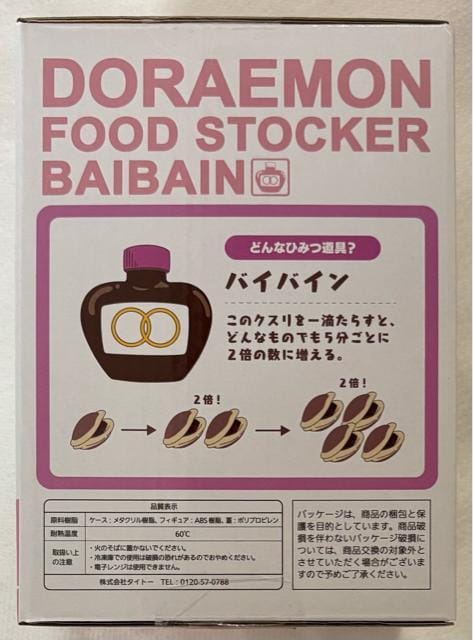 DORAEMON
FOOD STOCKER
BAIBAIN
どんなひみつ道具?
バイバイン
このクスリを一滴たらすと、
どんなものでも5分ごとに
2倍の数に増える。
2倍!
2倍!
品質表示
原料樹脂 ケース:メタクリル樹脂、フィギュア:ABS樹脂、蓋:ポリプロピレン
耐熱温度 60℃
取扱い上の注意
・火のそばに置かないでください。
・冷凍庫での使用は破損の恐れがあるのでおやめください。
・電子レンジは使用できません。
株式会社タイトー TEL:0120-57-0788
パッケージは、商品の梱包と保
護を目的としています。商品破
損を伴わないパッケージ破損に
ついては、商品交換の対象外と
させていただく場合がございま
すので予めご了承ください。